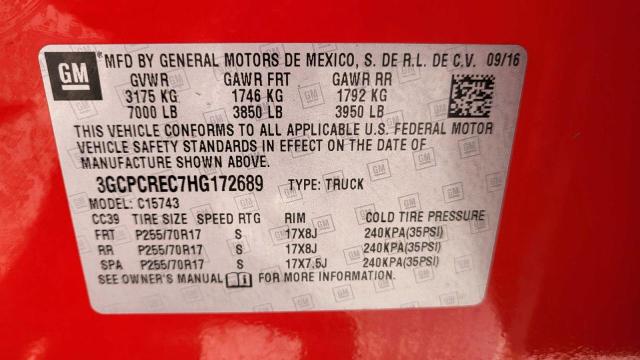 GM
MFD BY GENERAL MOTORS DE MEXICO, S. DE R.L. DE C.V. 09/16
GVWR GAWR FRT GAWR RR
3175 KG 1746 KG 1792 KG
7000 LB 3850 LB 3950 LB
THIS VEHICLE CONFORMS TO ALL APPLICABLE U.S. FEDERAL MOTOR
VEHICLE SAFETY STANDARDS IN EFFECT ON THE DATE OF
MANUFACTURE SHOWN ABOVE.
3GCPCREC7HG172689 TYPE: TRUCK
MODEL: C15743
CC39 TIRE SIZE SPEED RTG RIM COLD TIRE PRESSURE
FRT P255/70R17 S 17X8J 240KPA(35PSI)
RR P255/70R17 S 17X8J 240KPA(35PSI)
SPA P255/70R17 S 17X7.5J 240KPA(35PSI)
SEE OWNER'S MANUAL FOR MORE INFORMATION.